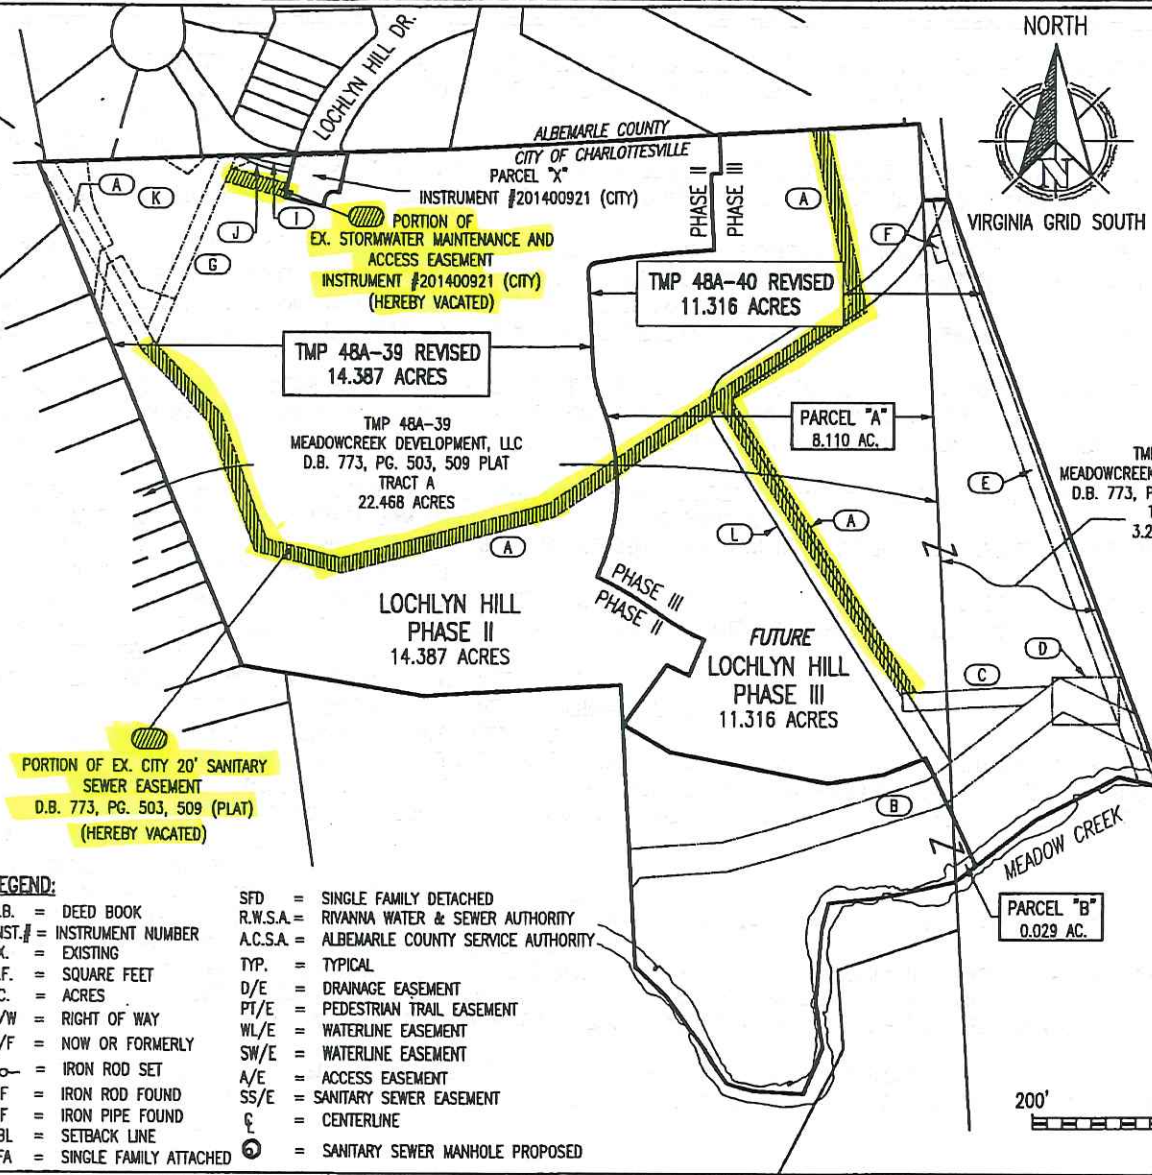 NORTH
N
VIRGINIA GRID SOUTH
LOCHLYN HILL DR.
ALBEMARLE COUNTY
CITY OF CHARLOTTESVILLE
PARCEL "X"
INSTRUMENT #201400921 (CITY)
PHASE II
PHASE III
A
K
J
I
G
A
F
PORTION OF
EX. STORMWATER MAINTENANCE AND
ACCESS EASEMENT
INSTRUMENT #201400921 (CITY)
(HEREBY VACATED)
TMP 48A-40 REVISED
11.316 ACRES
TMP 48A-39 REVISED
14.387 ACRES
TMP 48A-39
MEADOWCREEK DEVELOPMENT, LLC
D.B. 773, PG. 503, 509 PLAT
TRACT A
22.468 ACRES
PARCEL "A"
8.110 AC.
MEADOWCREEK
D.B. 773, P
3.2
E
L
A
A
Z
PHASE III
PHASE II
LOCHLYN HILL
PHASE II
14.387 ACRES
FUTURE
LOCHLYN HILL
PHASE III
11.316 ACRES
D
C
B
Z
MEADOW CREEK
PARCEL "B"
0.029 AC.
PORTION OF EX. CITY 20' SANITARY
SEWER EASEMENT
D.B. 773, PG. 503, 509 (PLAT)
(HEREBY VACATED)
EGEND:
.B. = DEED BOOK
NST.# = INSTRUMENT NUMBER
X. = EXISTING
.F. = SQUARE FEET
C. = ACRES
/W = RIGHT OF WAY
/F = NOW OR FORMERLY
= IRON ROD SET
F = IRON ROD FOUND
F = IRON PIPE FOUND
BL = SETBACK LINE
FA = SINGLE FAMILY ATTACHED
SFD = SINGLE FAMILY DETACHED
R.W.S.A. = RIVANNA WATER & SEWER AUTHORITY
A.C.S.A. = ALBEMARLE COUNTY SERVICE AUTHORITY
TYP. = TYPICAL
D/E = DRAINAGE EASEMENT
PT/E = PEDESTRIAN TRAIL EASEMENT
WL/E = WATERLINE EASEMENT
SW/E = WATERLINE EASEMENT
A/E = ACCESS EASEMENT
SS/E = SANITARY SEWER EASEMENT
℄ = CENTERLINE
= SANITARY SEWER MANHOLE PROPOSED
200'